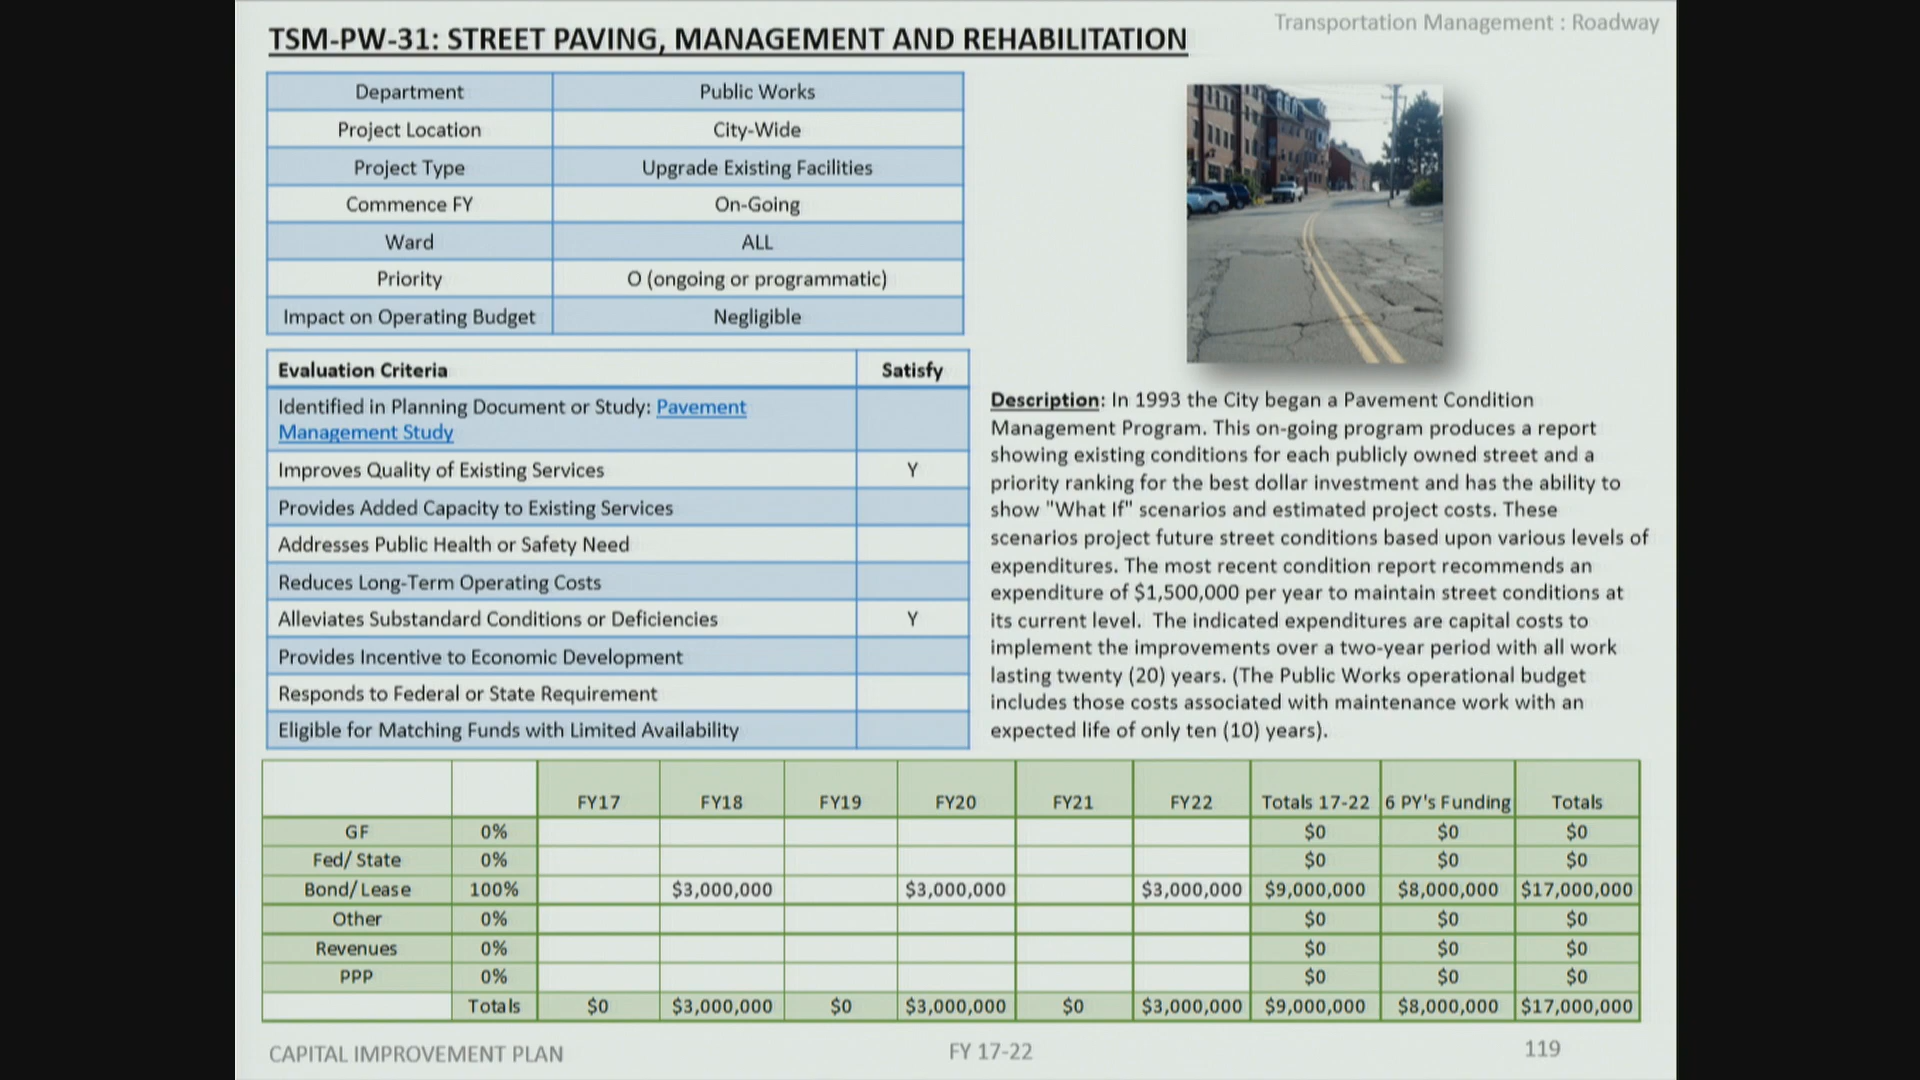 Transportation Management : Roadway
TSM-PW-31: STREET PAVING, MANAGEMENT AND REHABILITATION
Department Public Works
Project Location City-Wide
Project Type Upgrade Existing Facilities
Commence FY On-Going
Ward ALL
Priority O (ongoing or programmatic)
Impact on Operating Budget Negligible
Evaluation Criteria Satisfy
Identified in Planning Document or Study: Pavement
Management Study
Improves Quality of Existing Services Y
Provides Added Capacity to Existing Services
Addresses Public Health or Safety Need
Reduces Long-Term Operating Costs
Alleviates Substandard Conditions or Deficiencies Y
Provides Incentive to Economic Development
Responds to Federal or State Requirement
Eligible for Matching Funds with Limited Availability
Description: In 1993 the City began a Pavement Condition
Management Program. This on-going program produces a report
showing existing conditions for each publicly owned street and a
priority ranking for the best dollar investment and has the ability to
show "What If" scenarios and estimated project costs. These
scenarios project future street conditions based upon various levels of
expenditures. The most recent condition report recommends an
expenditure of $1,500,000 per year to maintain street conditions at
its current level. The indicated expenditures are capital costs to
implement the improvements over a two-year period with all work
lasting twenty (20) years. (The Public Works operational budget
includes those costs associated with maintenance work with an
expected life of only ten (10) years).
FY17 FY18 FY19 FY20 FY21 FY22 Totals 17-22 6 PY's Funding Totals
GF 0% $0 $0 $0
Fed/ State 0% $0 $0 $0
Bond/ Lease 100% $3,000,000 $3,000,000 $3,000,000 $9,000,000 $8,000,000 $17,000,000
Other 0% $0 $0 $0
Revenues 0% $0 $0 $0
PPP 0% $0 $0 $0
Totals $0 $3,000,000 $0 $3,000,000 $0 $3,000,000 $9,000,000 $8,000,000 $17,000,000
CAPITAL IMPROVEMENT PLAN FY 17-22 119